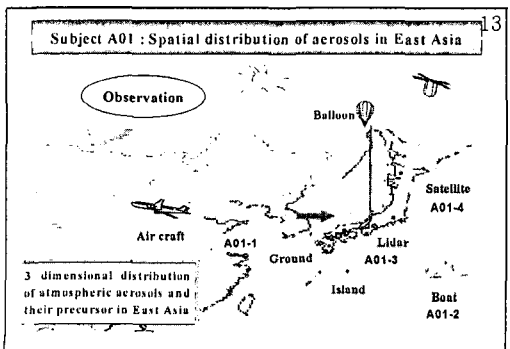 13
Subject A01 : Spatial distribution of aerosols in East Asia
Observation
Balloon
Satellite
A01-4
Air craft
A01-1
Ground
Lidar
A01-3
Island
Boat
A01-2
3 dimensional distribution
of atmospheric aerosols and
their precursor in East Asia